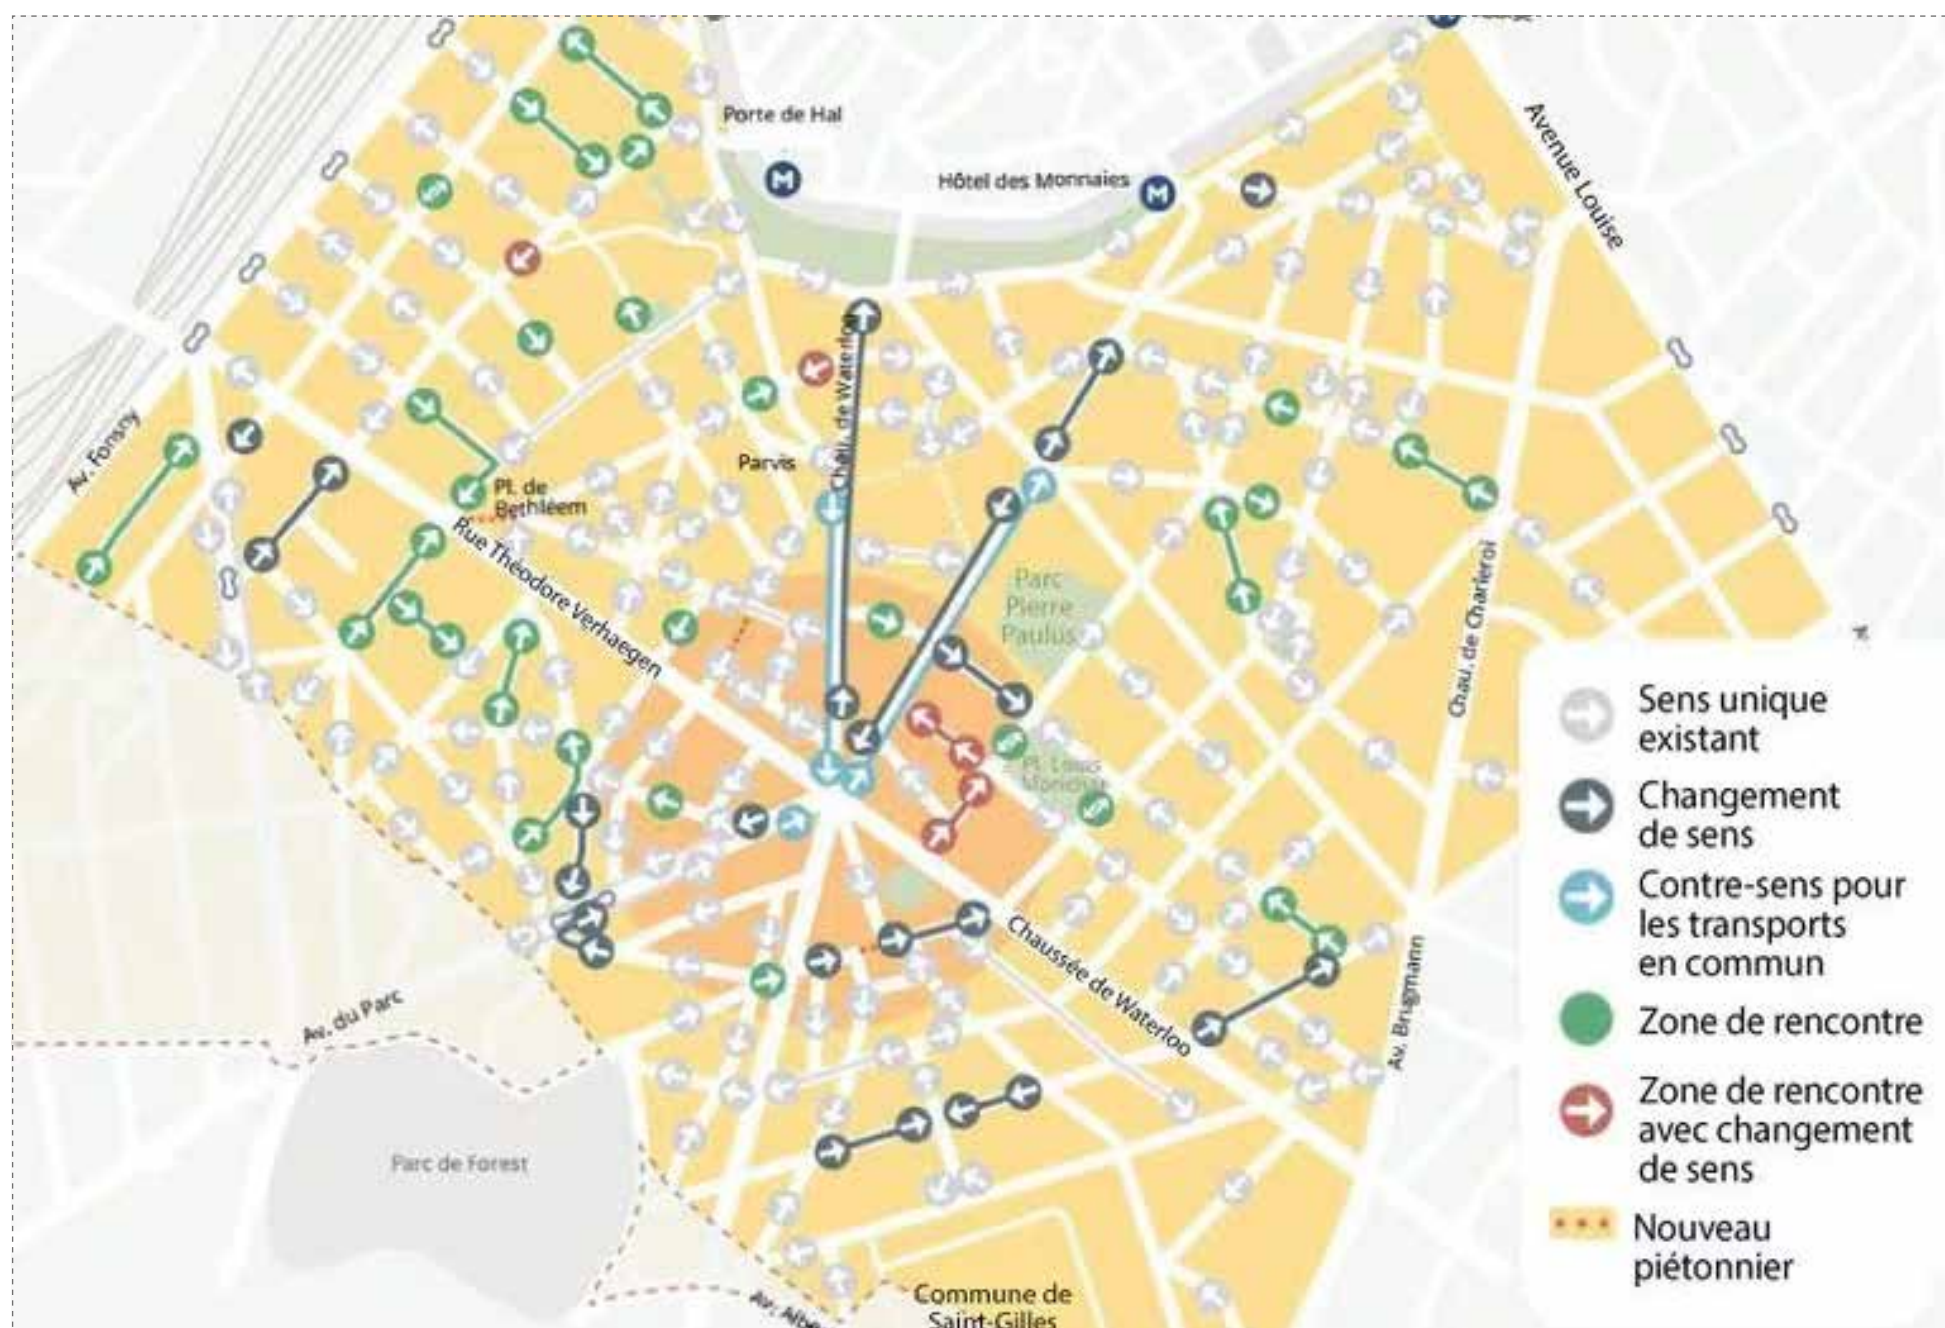 Porte de Hal
M
Hôtel des Monnaies
M
Avenue Louise
Chau. de Waterloo
Parvis
Av. Fonsny
Pl. de
Bethléem
Rue Théodore Verhaegen
Parc
Pierre
Paulus
Pl. Louis
Morichar
Chau. de Charleroi
Chaussée de Waterloo
Av. Brugmann
Av. du Parc
Parc de Forest
Commune de
Saint-Gilles
Sens unique
existant
Changement
de sens
Contre-sens pour
les transports
en commun
Zone de rencontre
Zone de rencontre
avec changement
de sens
Nouveau
piétonnier